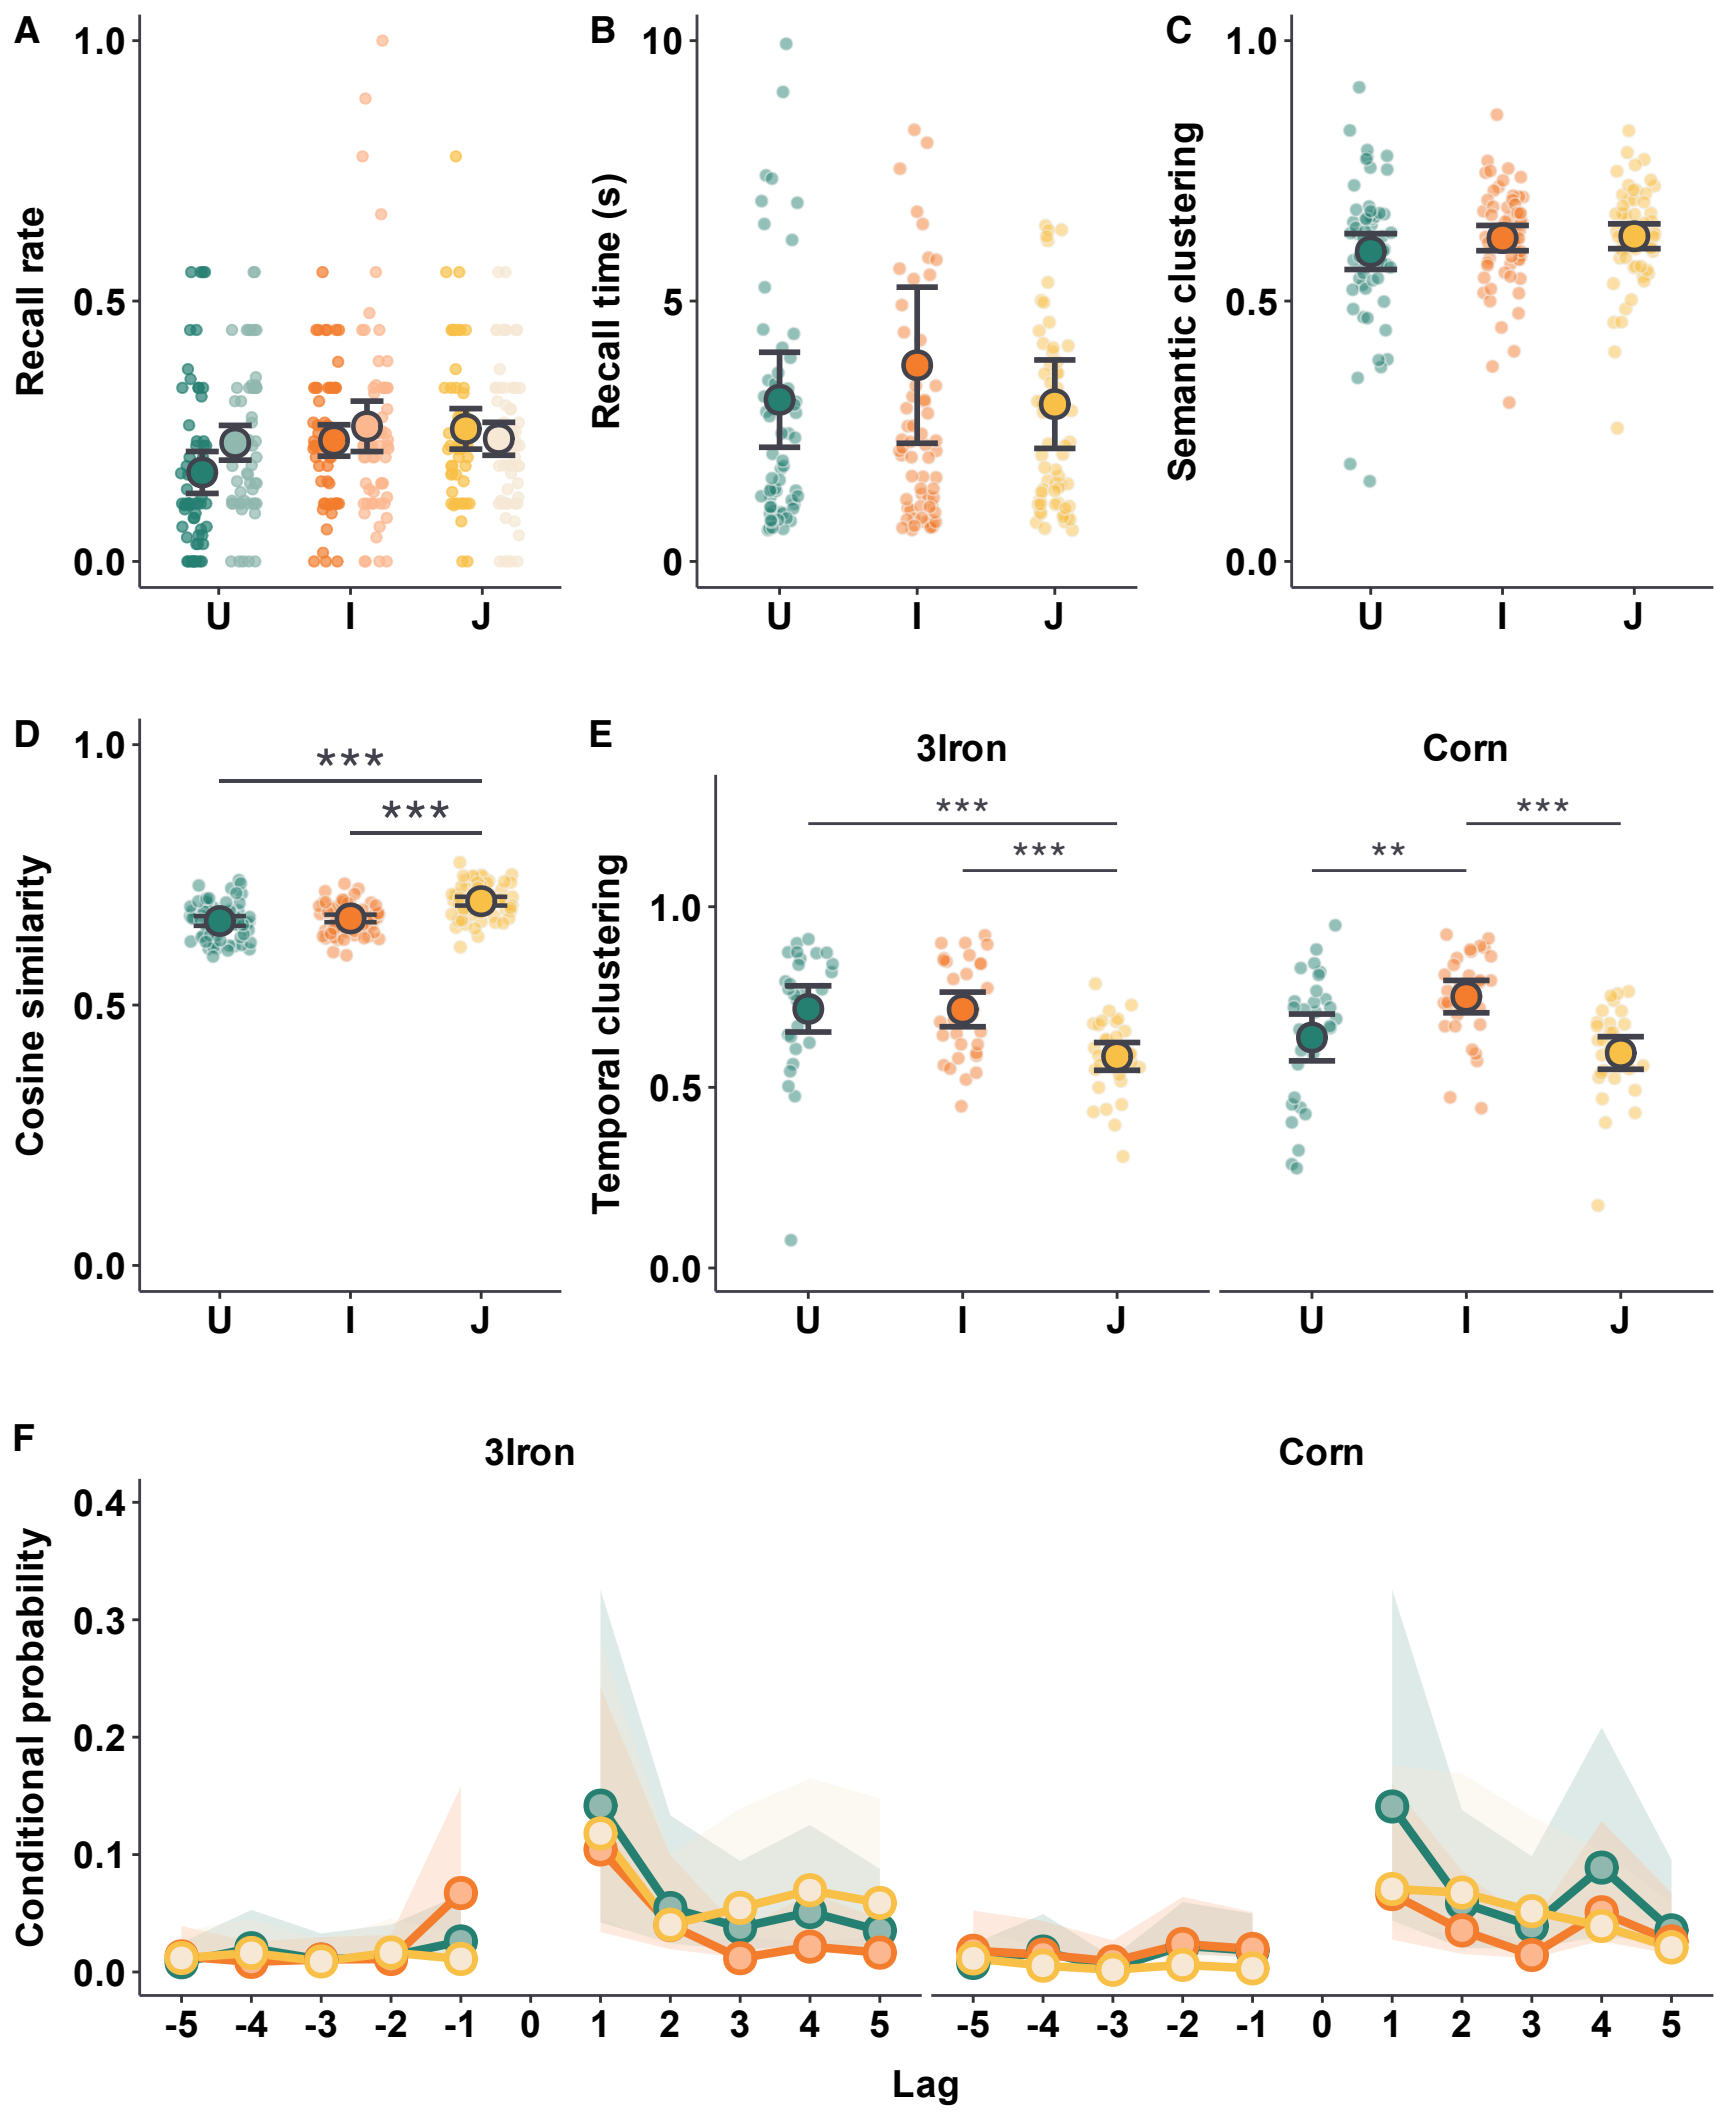 A
Recall rate
1.0
0.5
0.0
U I J
B
Recall time (s)
10
5
0
U I J
C
Semantic clustering
1.0
0.5
0.0
U I J
D
Cosine similarity
1.0
0.5
0.0
***
***
U I J
E
Temporal clustering
3Iron
Corn
1.0
0.5
0.0
***
***
***
**
U I J
U I J
F
Conditional probability
3Iron
Corn
0.4
0.3
0.2
0.1
0.0
-5 -4 -3 -2 -1 0 1 2 3 4 5
-5 -4 -3 -2 -1 0 1 2 3 4 5
Lag